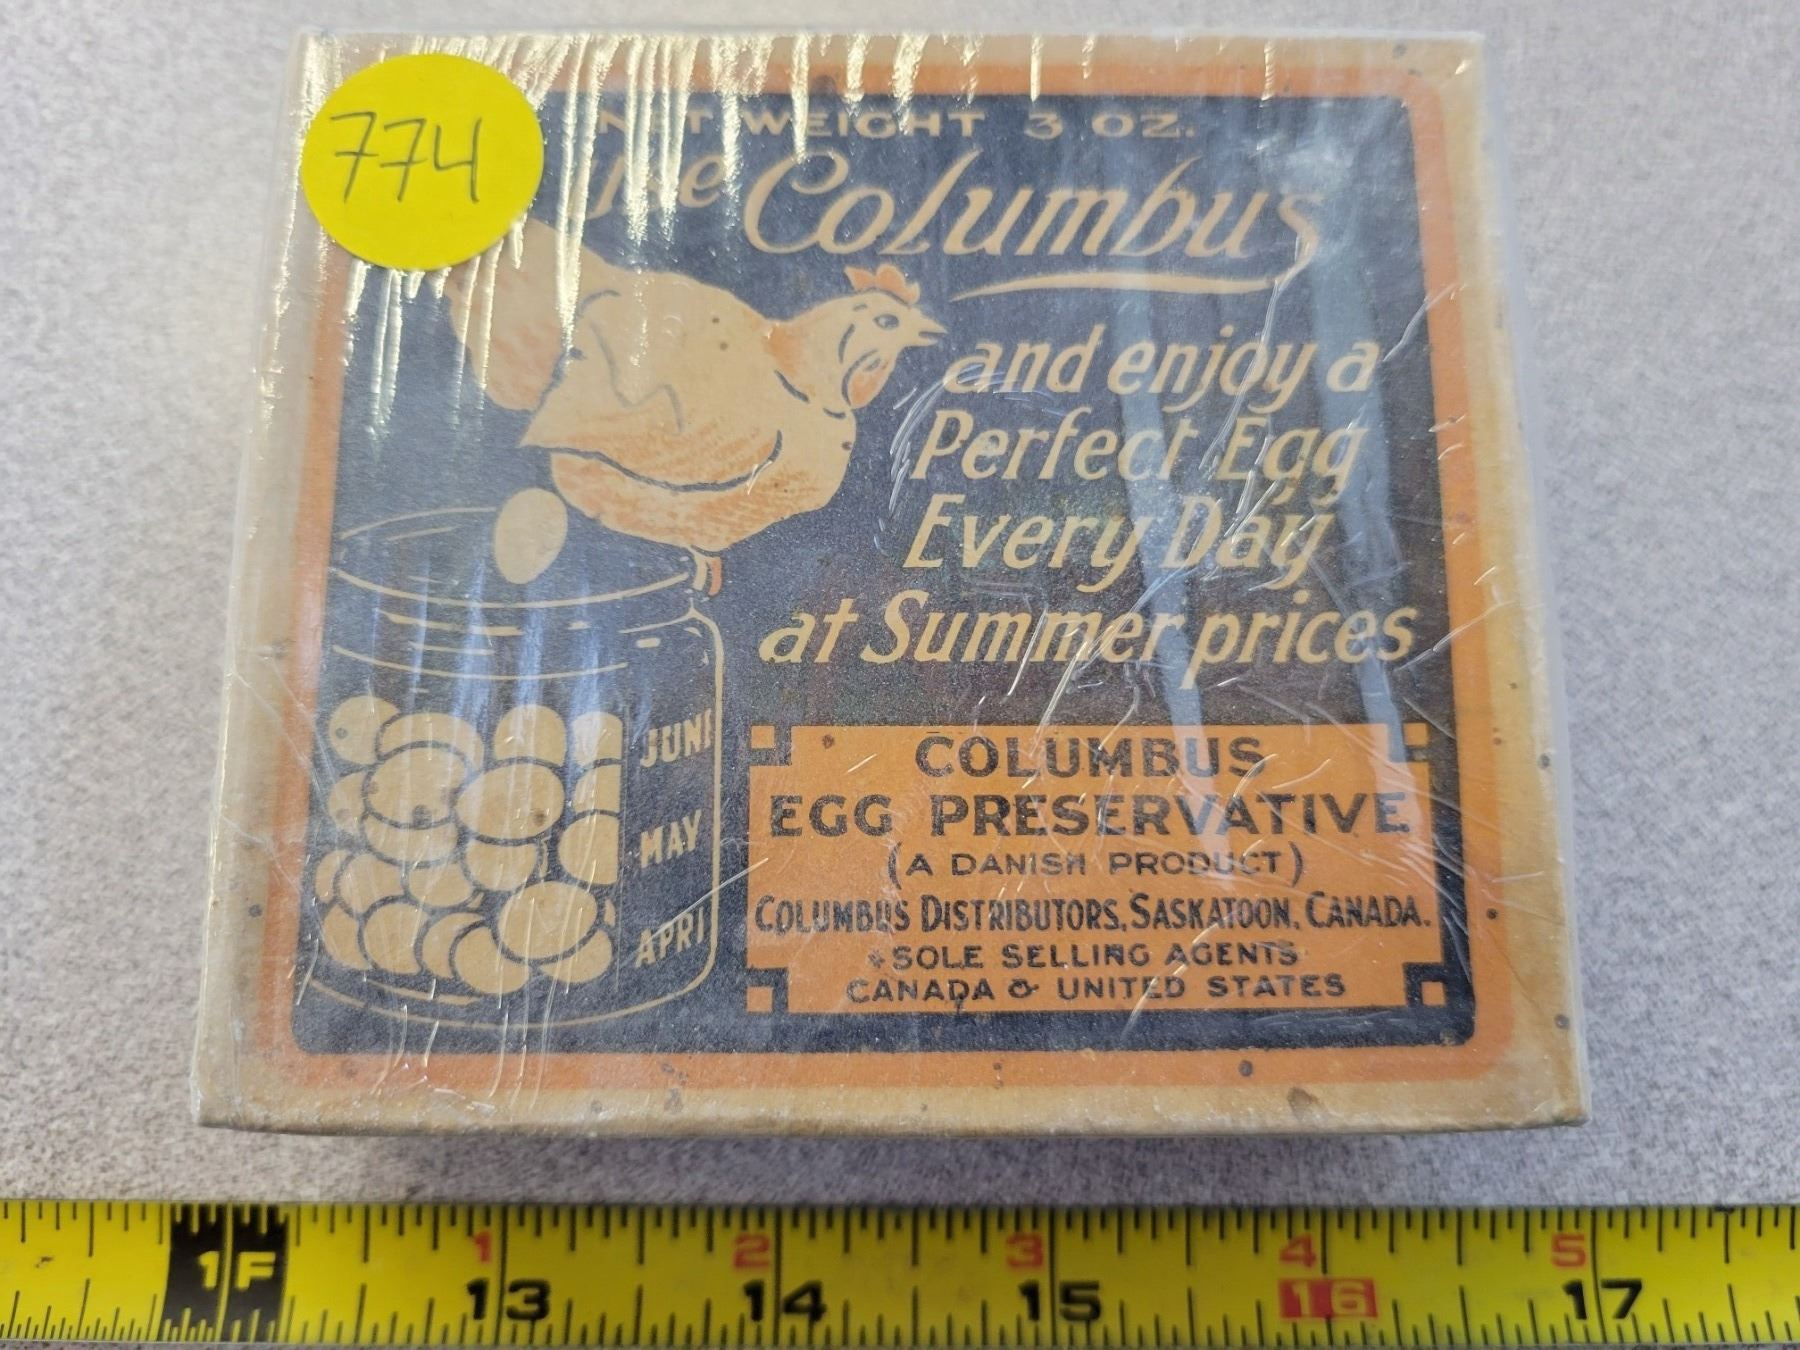 774
NET WEIGHT 3 OZ.
Use Columbus
and enjoy a
Perfect Egg
Every Day
at Summer prices
JUNE
MAY
APRI
COLUMBUS
EGG PRESERVATIVE
(A DANISH PRODUCT)
COLUMBUS DISTRIBUTORS, SASKATOON, CANADA.
SOLE SELLING AGENTS
CANADA & UNITED STATES
1 2 3 4 5
1F 13 14 15 16 17